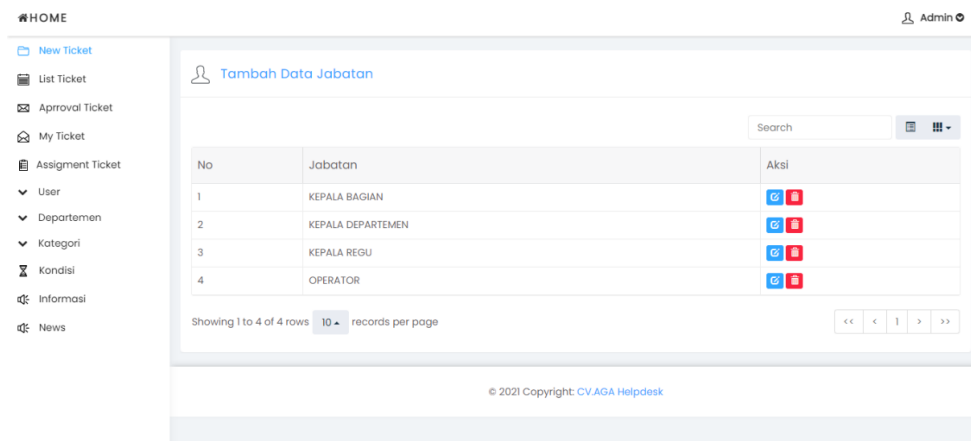 HOME
Admin
New Ticket
List Ticket
Aprroval Ticket
My Ticket
Assigment Ticket
User
Departemen
Kategori
Kondisi
Informasi
News
Tambah Data Jabatan
Search
No Jabatan Aksi
1 KEPALA BAGIAN
2 KEPALA DEPARTEMEN
3 KEPALA REGU
4 OPERATOR
Showing 1 to 4 of 4 rows 10 records per page
<< < 1 > >>
© 2021 Copyright: CV.AGA Helpdesk